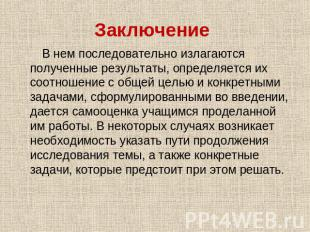 Заключение
В нем последовательно излагаются
полученные результаты, определяется их
соотношение с общей целью и конкретными
задачами, сформулированными во введении,
дается самооценка учащимся проделанной
им работы. В некоторых случаях возникает
необходимость указать пути продолжения
исследования темы, а также конкретные
задачи, которые предстоит при этом решать.
PPt4WEB.ru